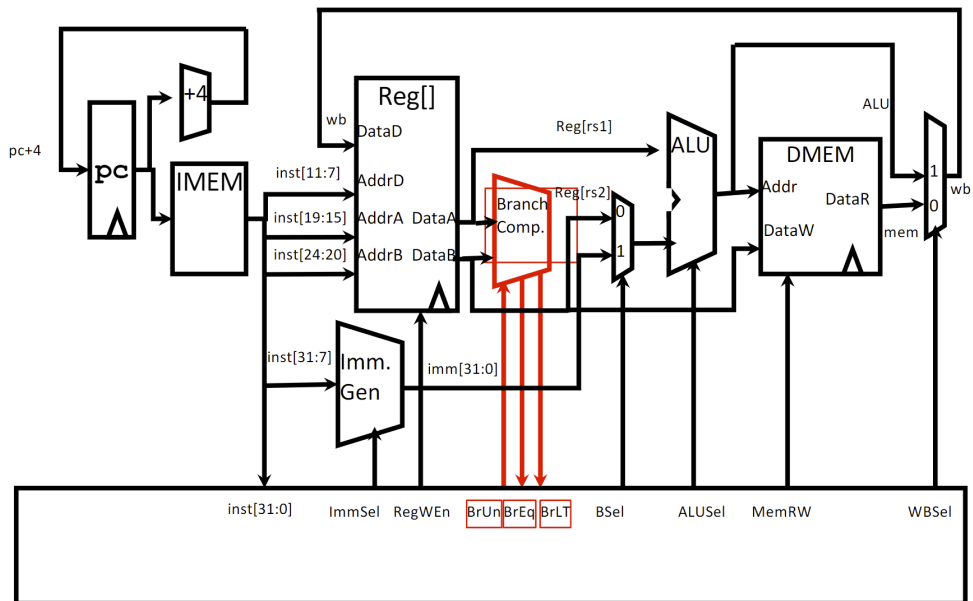 +4
Reg[]
wb
DataD
Reg[rs1]
ALU
ALU
DMEM
pc+4
pc
IMEM
inst[11:7]
AddrD
Branch
Comp.
Reg[rs2]
0
1
Addr
DataR
1
0
wb
inst[19:15]
AddrA
DataA
DataW
mem
inst[24:20]
AddrB
DataB
inst[31:7]
Imm.
Gen
imm[31:0]
inst[31:0]
ImmSel
RegWEn
BrUn
BrEq
BrLT
BSel
ALUSel
MemRW
WBSel